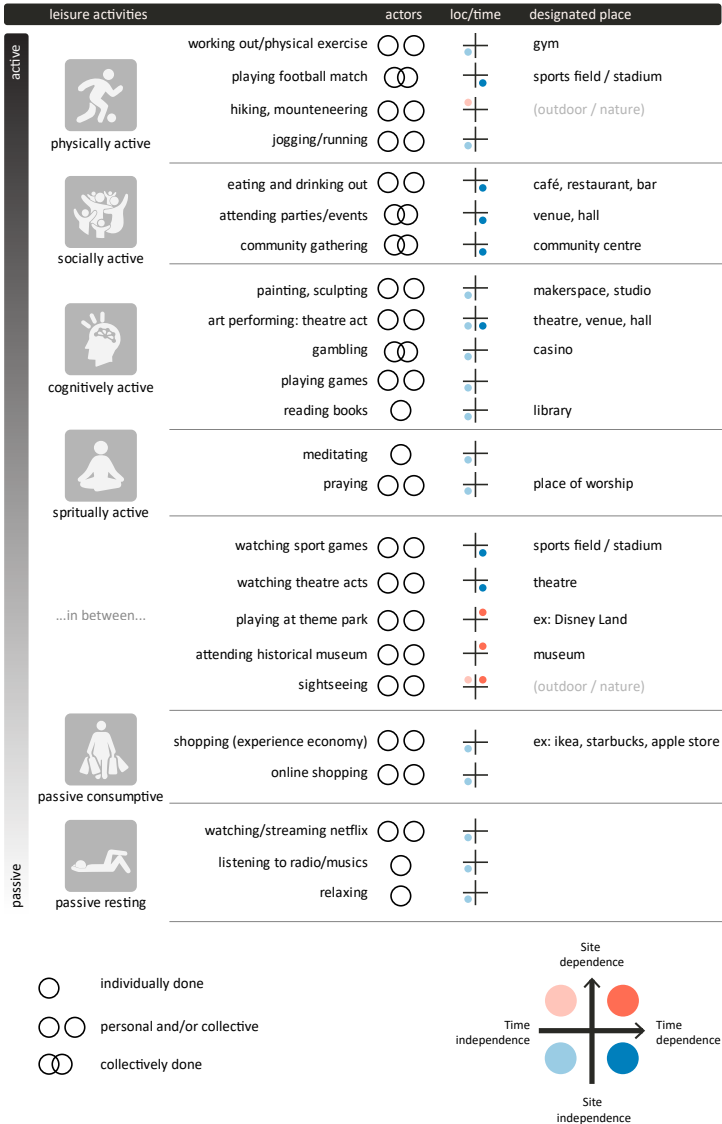 leisure activities actors loc/time designated place
active
working out/physical exercise gym
playing football match sports field / stadium
hiking, mounteneering (outdoor / nature)
jogging/running
physically active
eating and drinking out café, restaurant, bar
attending parties/events venue, hall
community gathering community centre
socially active
painting, sculpting makerspace, studio
art performing: theatre act theatre, venue, hall
gambling casino
playing games
cognitively active
reading books library
meditating
praying place of worship
spritually active
watching sport games sports field / stadium
watching theatre acts theatre
...in between...
playing at theme park ex: Disney Land
attending historical museum museum
sightseeing (outdoor / nature)
shopping (experience economy) ex: ikea, starbucks, apple store
online shopping
passive consumptive
watching/streaming netflix
listening to radio/musics
relaxing
passive resting
passive
individually done
personal and/or collective
collectively done
Site
dependence
Time
independence
Time
dependence
Site
independence